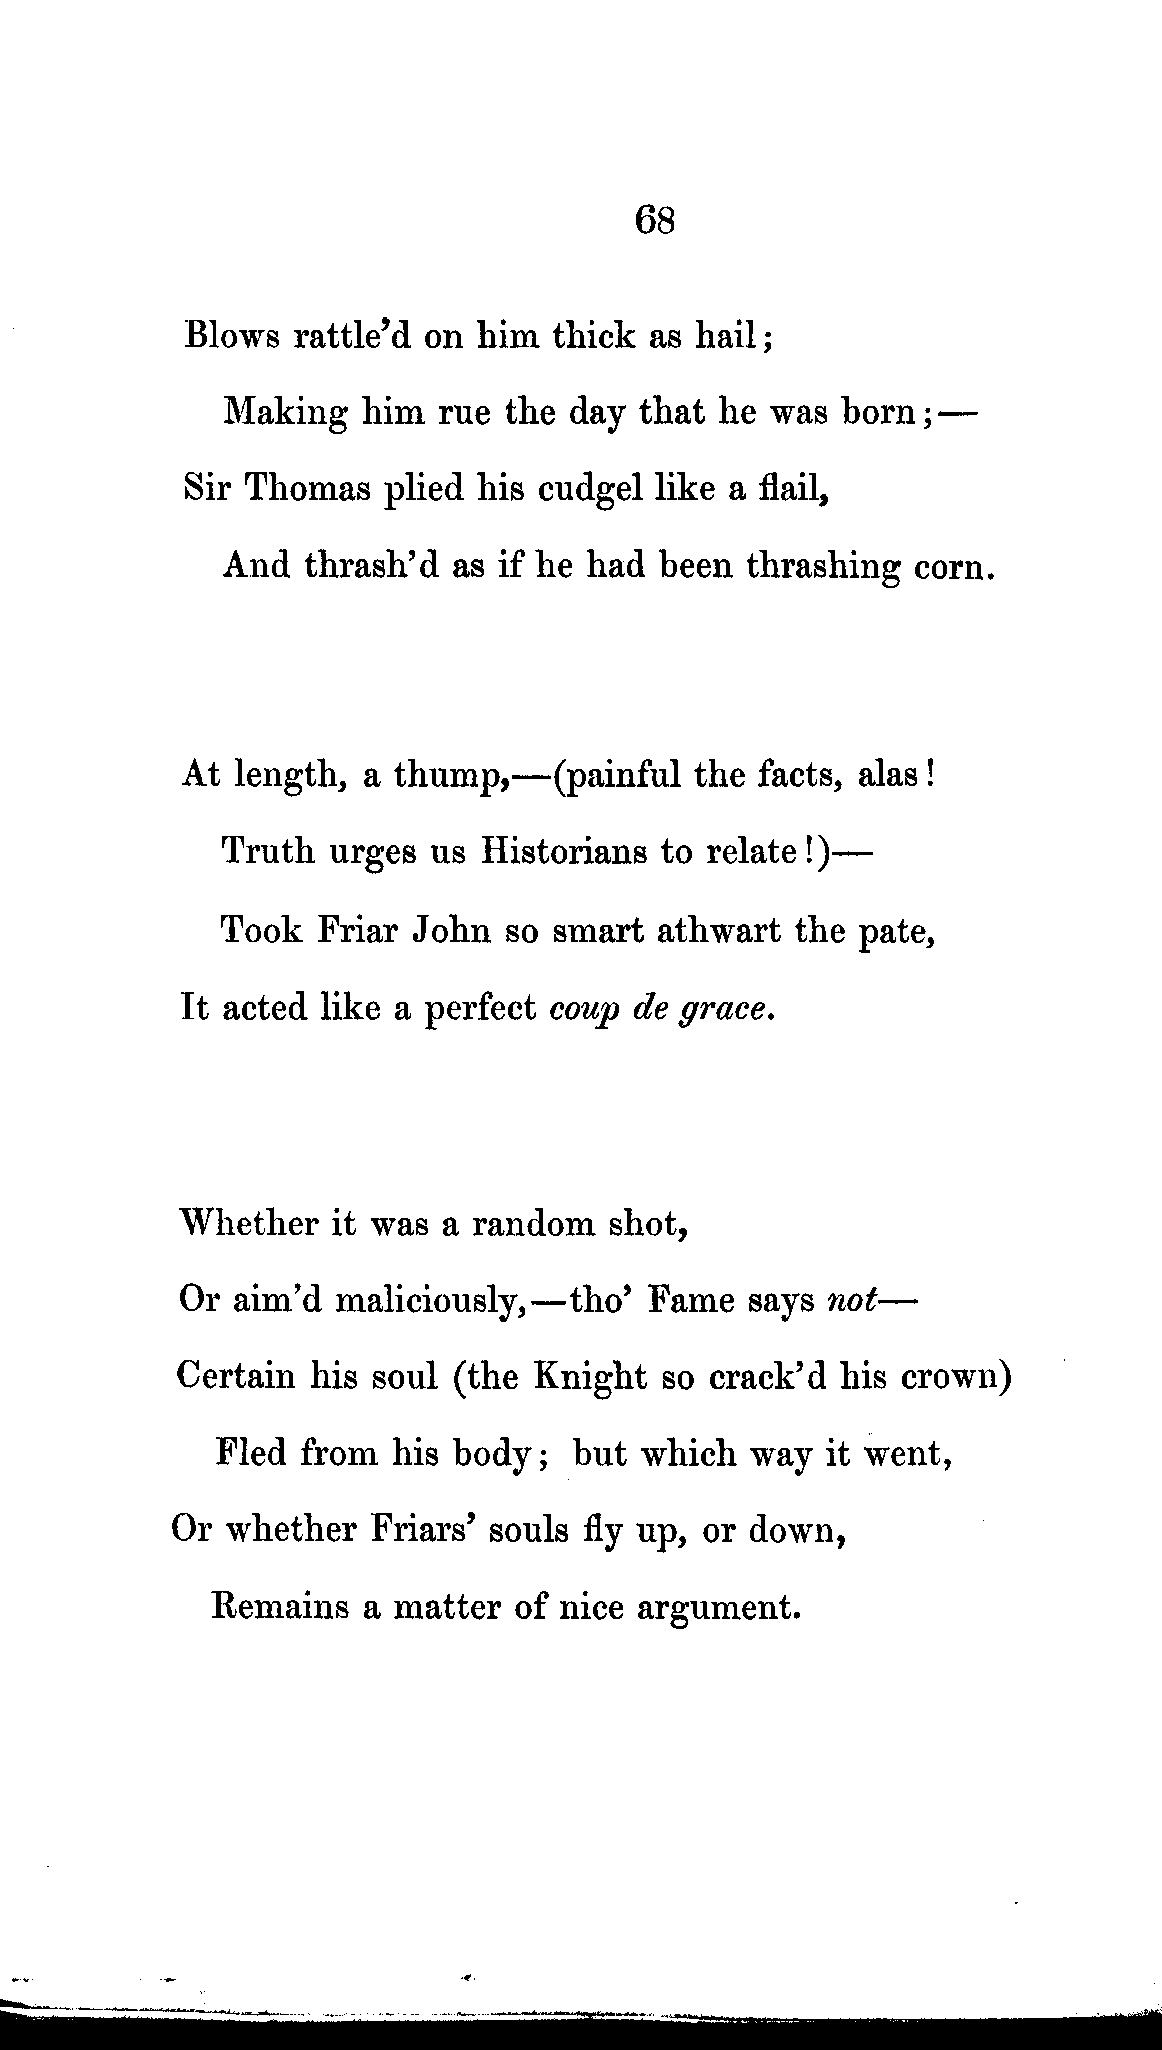 68
Blows rattle'd on him thick as hail;
Making him rue the day that he was born;—
Sir Thomas plied his cudgel like a flail,
And thrash'd as if he had been thrashing corn.
At length, a thump,—(painful the facts, alas!
Truth urges us Historians to relate!)—
Took Friar John so smart athwart the pate,
It acted like a perfect coup de grace.
Whether it was a random shot,
Or aim'd maliciously,—tho' Fame says not—
Certain his soul (the Knight so crack'd his crown)
Fled from his body; but which way it went,
Or whether Friars' souls fly up, or down,
Remains a matter of nice argument.